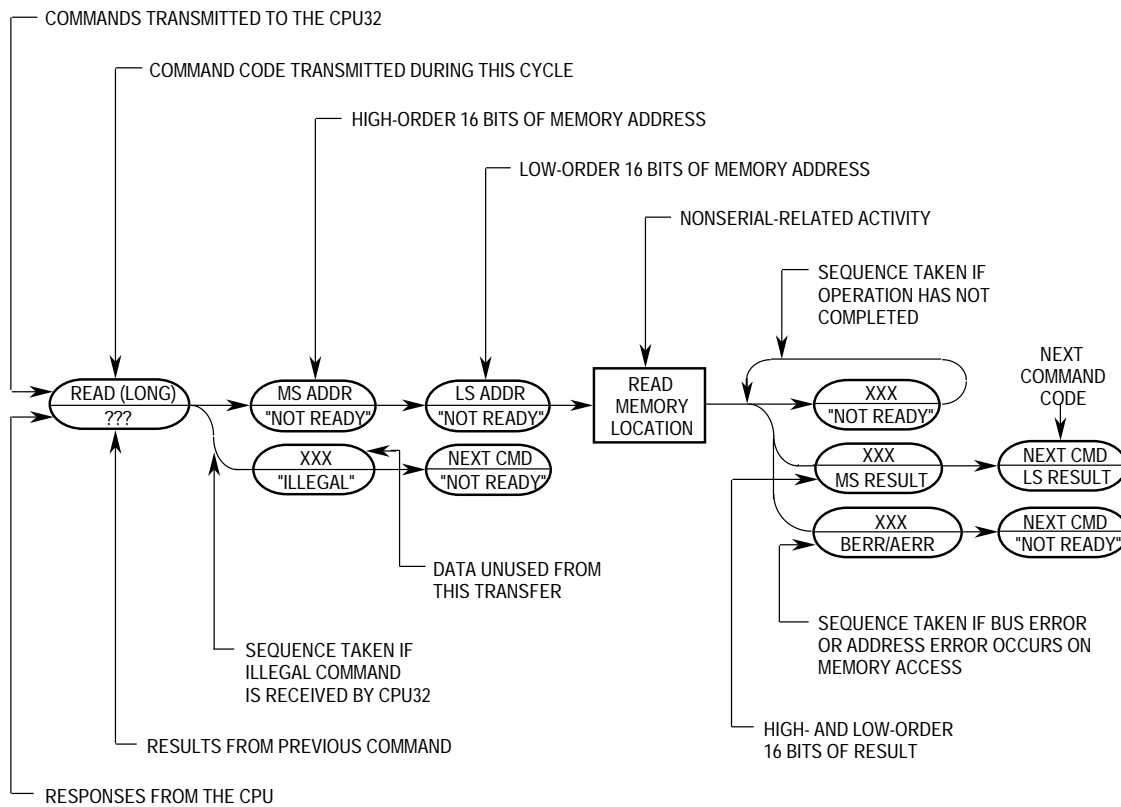 COMMANDS TRANSMITTED TO THE CPU32
COMMAND CODE TRANSMITTED DURING THIS CYCLE
HIGH-ORDER 16 BITS OF MEMORY ADDRESS
LOW-ORDER 16 BITS OF MEMORY ADDRESS
NONSERIAL-RELATED ACTIVITY
SEQUENCE TAKEN IF
OPERATION HAS NOT
COMPLETED
NEXT
COMMAND
CODE
READ (LONG)
???
MS ADDR
"NOT READY"
LS ADDR
"NOT READY"
READ
MEMORY
LOCATION
XXX
"NOT READY"
XXX
"ILLEGAL"
NEXT CMD
"NOT READY"
XXX
MS RESULT
NEXT CMD
LS RESULT
XXX
BERR/AERR
NEXT CMD
"NOT READY"
DATA UNUSED FROM
THIS TRANSFER
SEQUENCE TAKEN IF
ILLEGAL COMMAND
IS RECEIVED BY CPU32
SEQUENCE TAKEN IF BUS ERROR
OR ADDRESS ERROR OCCURS ON
MEMORY ACCESS
HIGH- AND LOW-ORDER
16 BITS OF RESULT
RESULTS FROM PREVIOUS COMMAND
RESPONSES FROM THE CPU